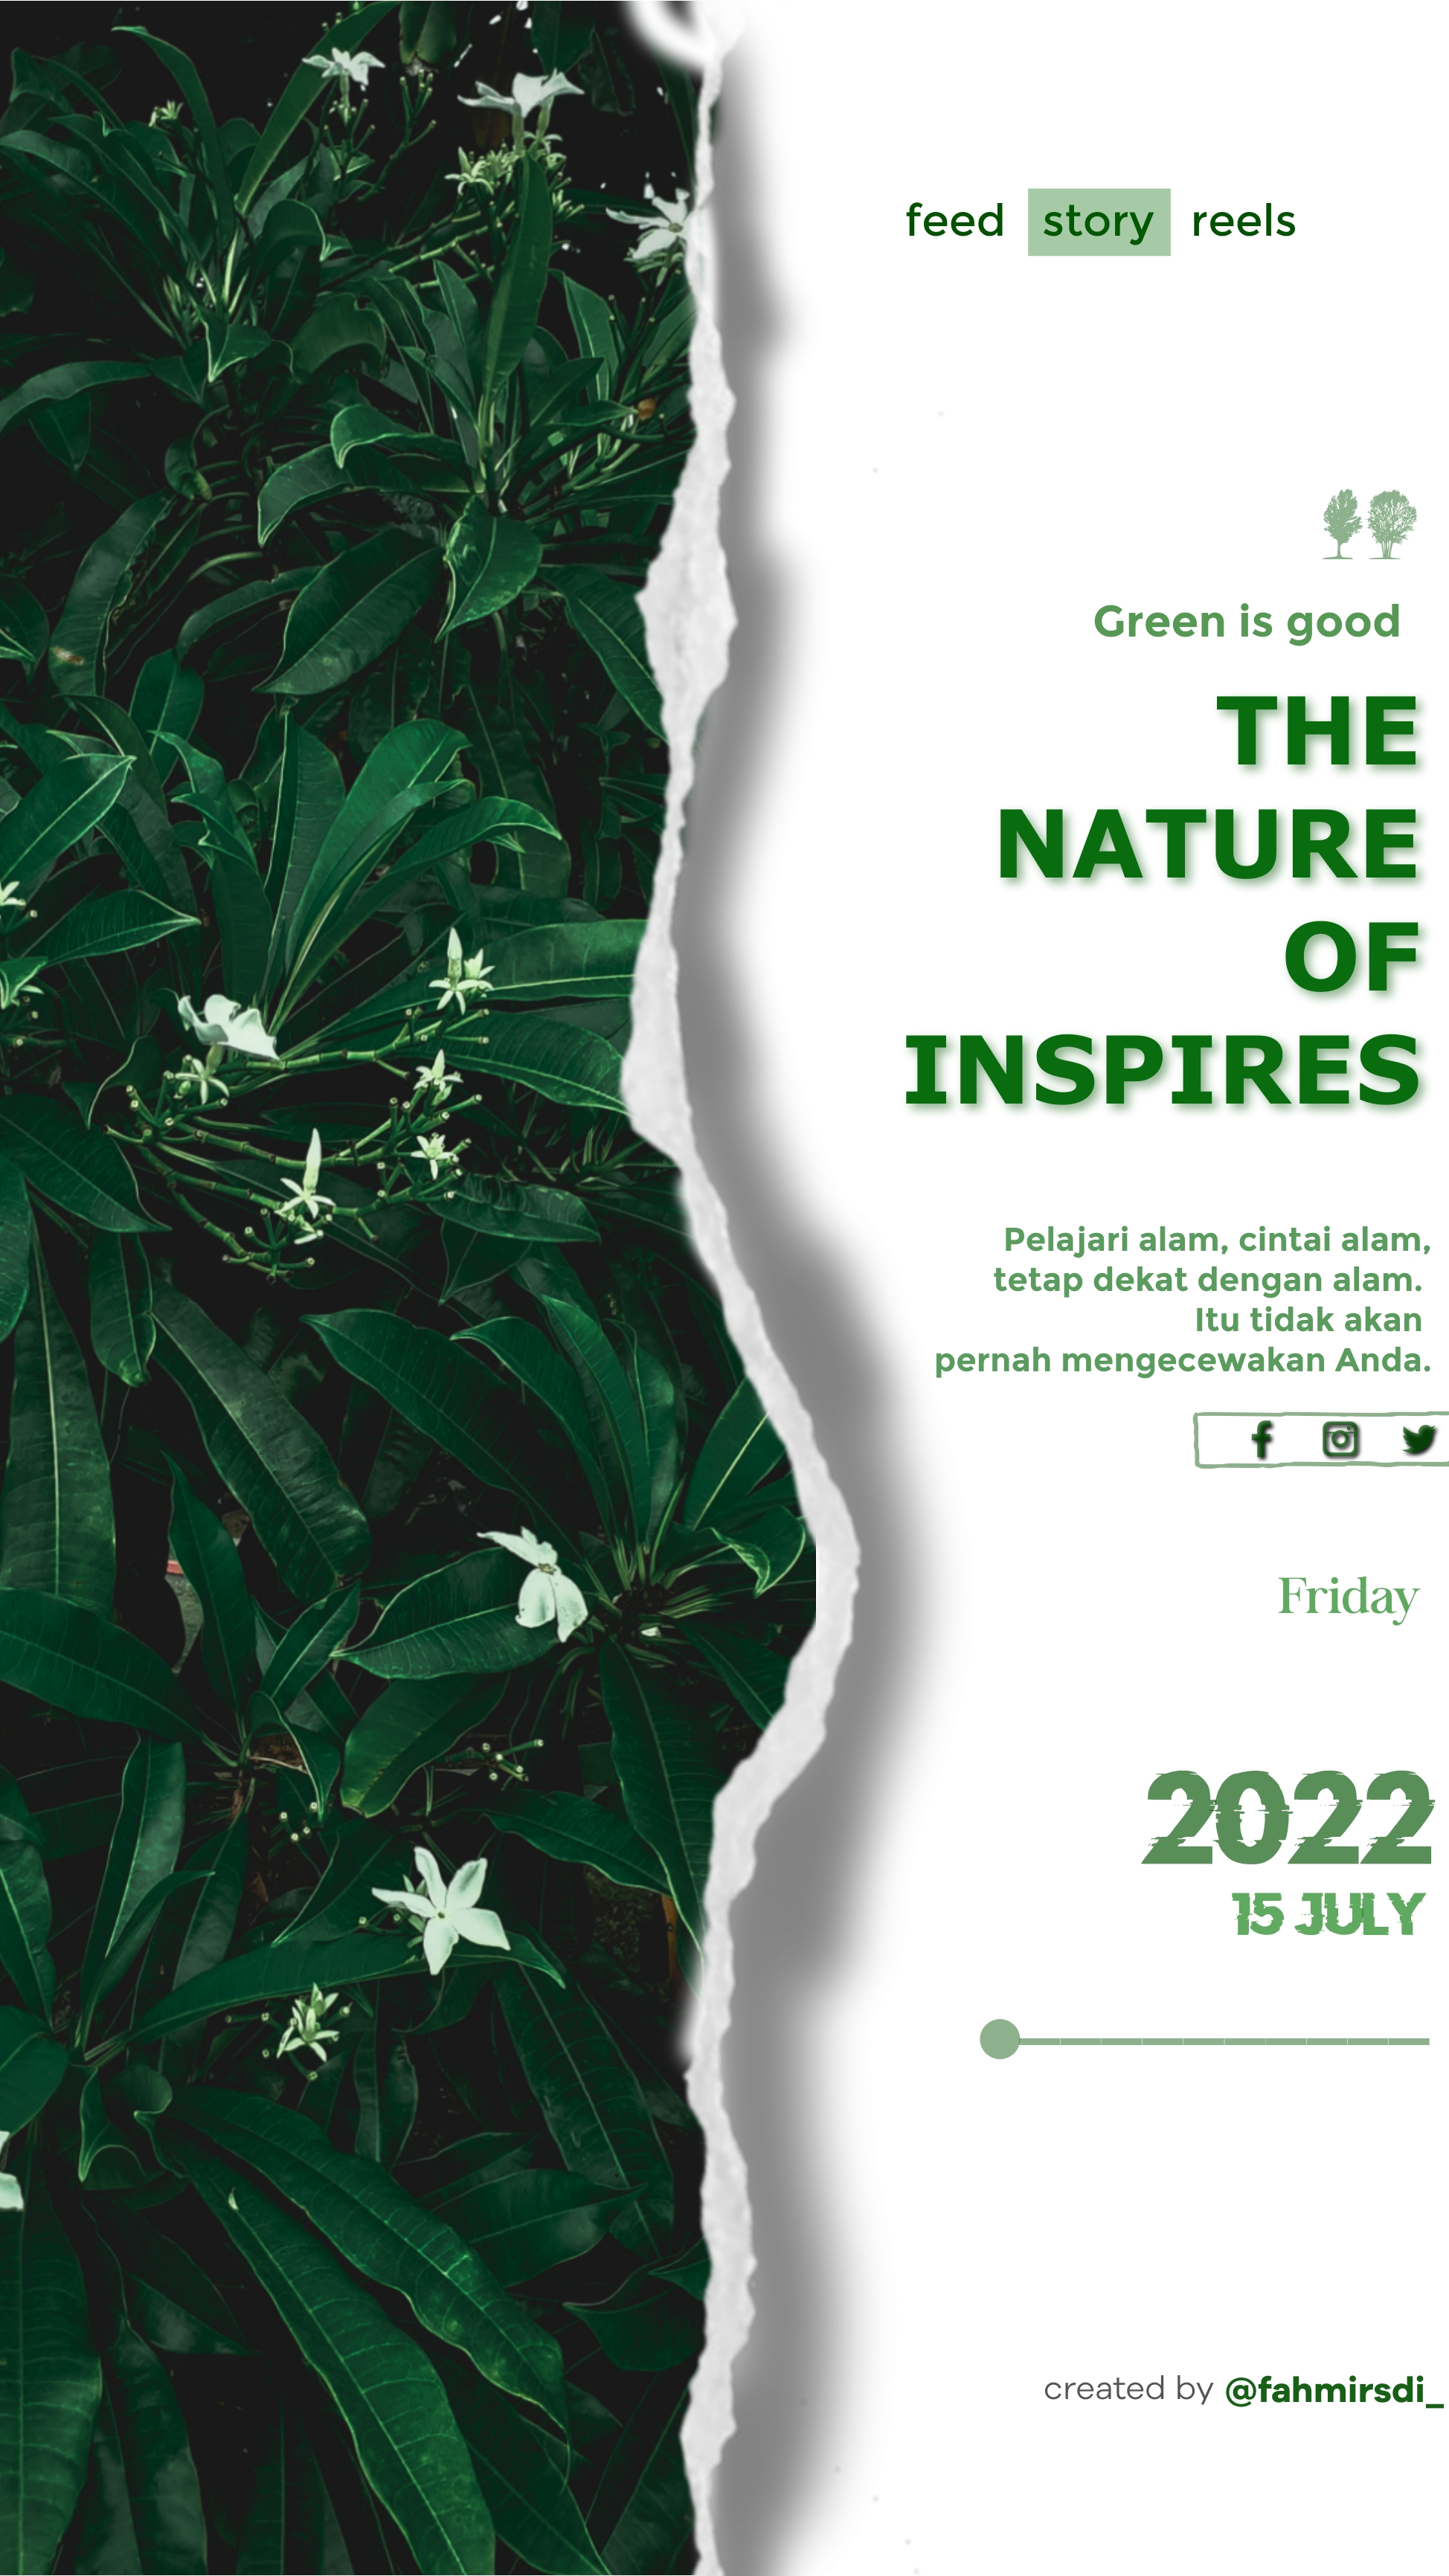 feed story reels
Green is good
THE
NATURE
OF
INSPIRES
Pelajari alam, cintai alam,
tetap dekat dengan alam.
Itu tidak akan
pernah mengecewakan Anda.
Friday
2022
15 JULY
created by @fahmirsdi_